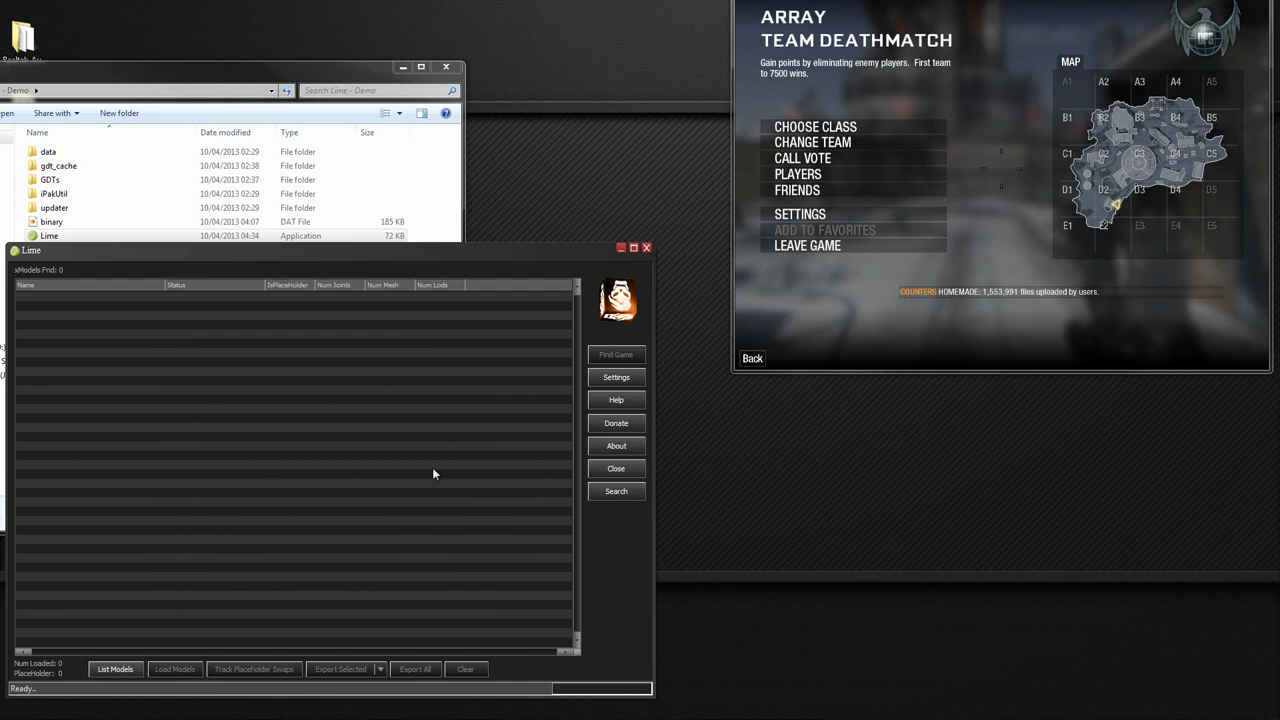 Realtek Au...
- Demo
Search Lime - Demo
Share with
New folder
Name Date modified Type Size
data 10/04/2013 02:29 File folder
gdt_cache 10/04/2013 02:38 File folder
GDTs 10/04/2013 02:37 File folder
iPakUtil 10/04/2013 02:29 File folder
updater 10/04/2013 02:29 File folder
binary 10/04/2013 04:07 DAT File 185 KB
Lime 10/04/2013 04:34 Application 72 KB
Lime
xModels Fnd: 0
Name Status IsPlaceHolder Num Joints Num Mesh Num Lods
Find Game
Settings
Help
Donate
About
Close
Search
Num Loaded: 0
PlaceHolder: 0
List Models Load Models Track Placeholder Swaps Export Selected Export All Clear
Ready..
ARRAY
TEAM DEATHMATCH
Gain points by eliminating enemy players. First team
to 7500 wins.
CHOOSE CLASS
CHANGE TEAM
CALL VOTE
PLAYERS
FRIENDS
SETTINGS
ADD TO FAVORITES
LEAVE GAME
OPS
MAP
A1 A2 A3 A4 A5
B1 B2 B3 B4 B5
C1 C2 C3 C4 C5
D1 D2 D3 D4 D5
E1 E2 E3 E4 E5
COUNTERS HOMEMADE: 1,553,991 files uploaded by users.
Back